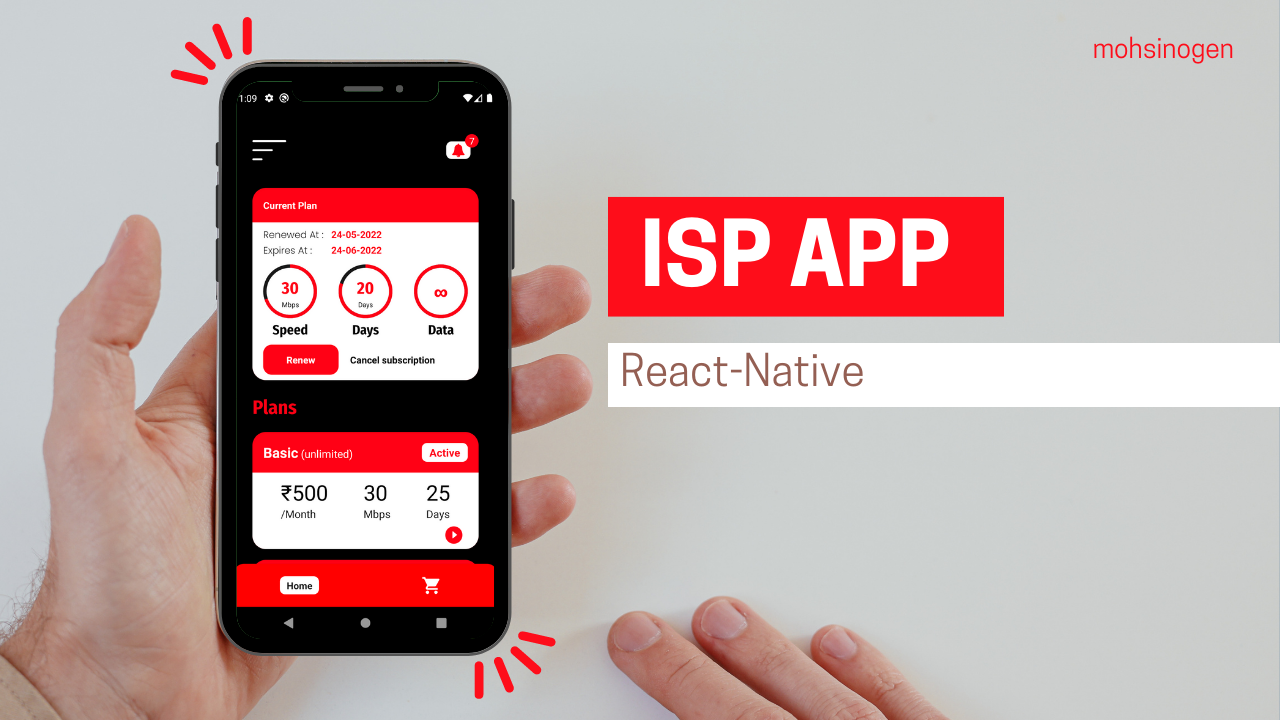 mohsinogen
1:09
7
Current Plan
Renewed At : 24-05-2022
Expires At : 24-06-2022
30 20 ∞
Mbps Days
Speed Days Data
Renew Cancel subscription
Plans
Basic (unlimited) Active
₹500 30 25
/Month Mbps Days
Home
ISP APP
React-Native